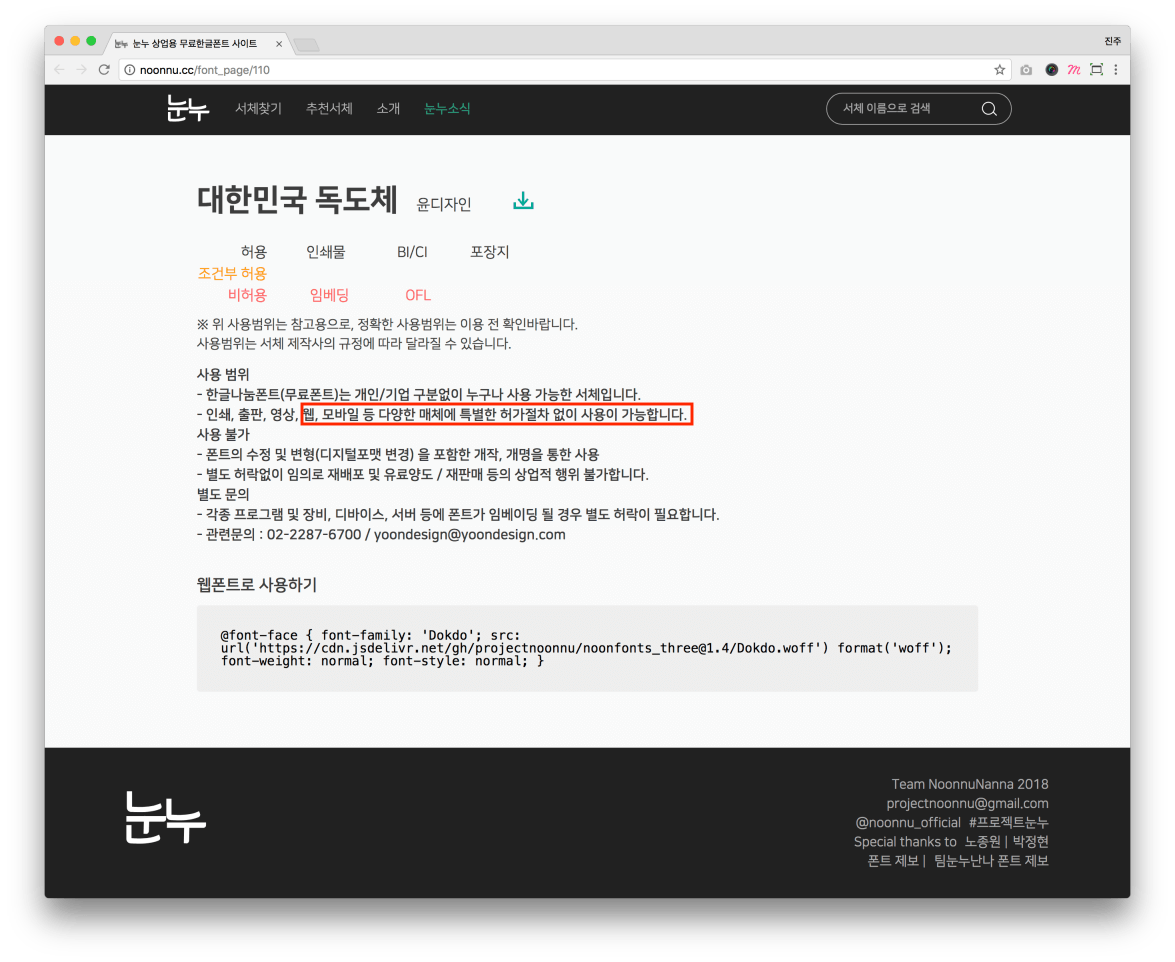 눈누 눈누 상업용 무료한글폰트 사이트
진주
noonnu.cc/font_page/110
눈누 서체찾기 추천서체 소개 눈누소식 서체 이름으로 검색
대한민국 독도체 윤디자인
허용 인쇄물 BI/CI 포장지
조건부 허용
비허용 임베딩 OFL
※ 위 사용범위는 참고용으로, 정확한 사용범위는 이용 전 확인바랍니다.
사용범위는 서체 제작사의 규정에 따라 달라질 수 있습니다.
사용 범위
- 한글나눔폰트(무료폰트)는 개인/기업 구분없이 누구나 사용 가능한 서체입니다.
- 인쇄, 출판, 영상, 웹, 모바일 등 다양한 매체에 특별한 허가절차 없이 사용이 가능합니다.
사용 불가
- 폰트의 수정 및 변형(디지털포맷 변경) 을 포함한 개작, 개명을 통한 사용
- 별도 허락없이 임의로 재배포 및 유료양도 / 재판매 등의 상업적 행위 불가합니다.
별도 문의
- 각종 프로그램 및 장비, 디바이스, 서버 등에 폰트가 임베이딩 될 경우 별도 허락이 필요합니다.
- 관련문의 : 02-2287-6700 / yoondesign@yoondesign.com
웹폰트로 사용하기
@font-face { font-family: 'Dokdo'; src:
url('https://cdn.jsdelivr.net/gh/projectnoonnu/noonfonts_three@1.4/Dokdo.woff') format('woff');
font-weight: normal; font-style: normal; }
눈누
Team NoonnuNanna 2018
projectnoonnu@gmail.com
@noonnu_official #프로젝트눈누
Special thanks to 노종원 | 박정현
폰트 제보 | 팀눈누난나 폰트 제보